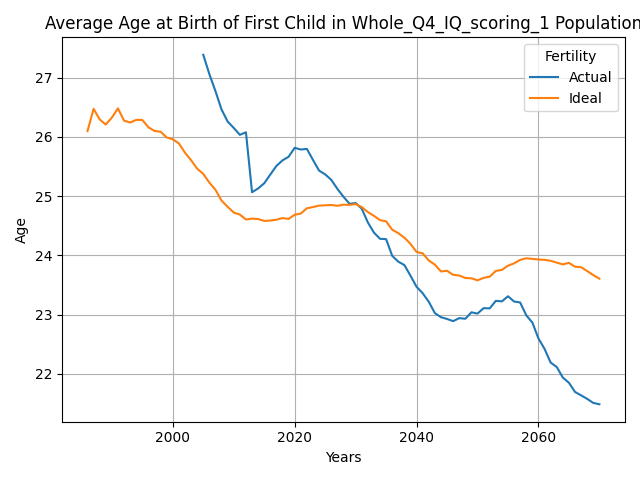 Average Age at Birth of First Child in Whole_Q4_IQ_scoring_1 Population
Fertility
Actual
Ideal
27
26
25
24
23
22
Age
2000
2020
2040
2060
Years